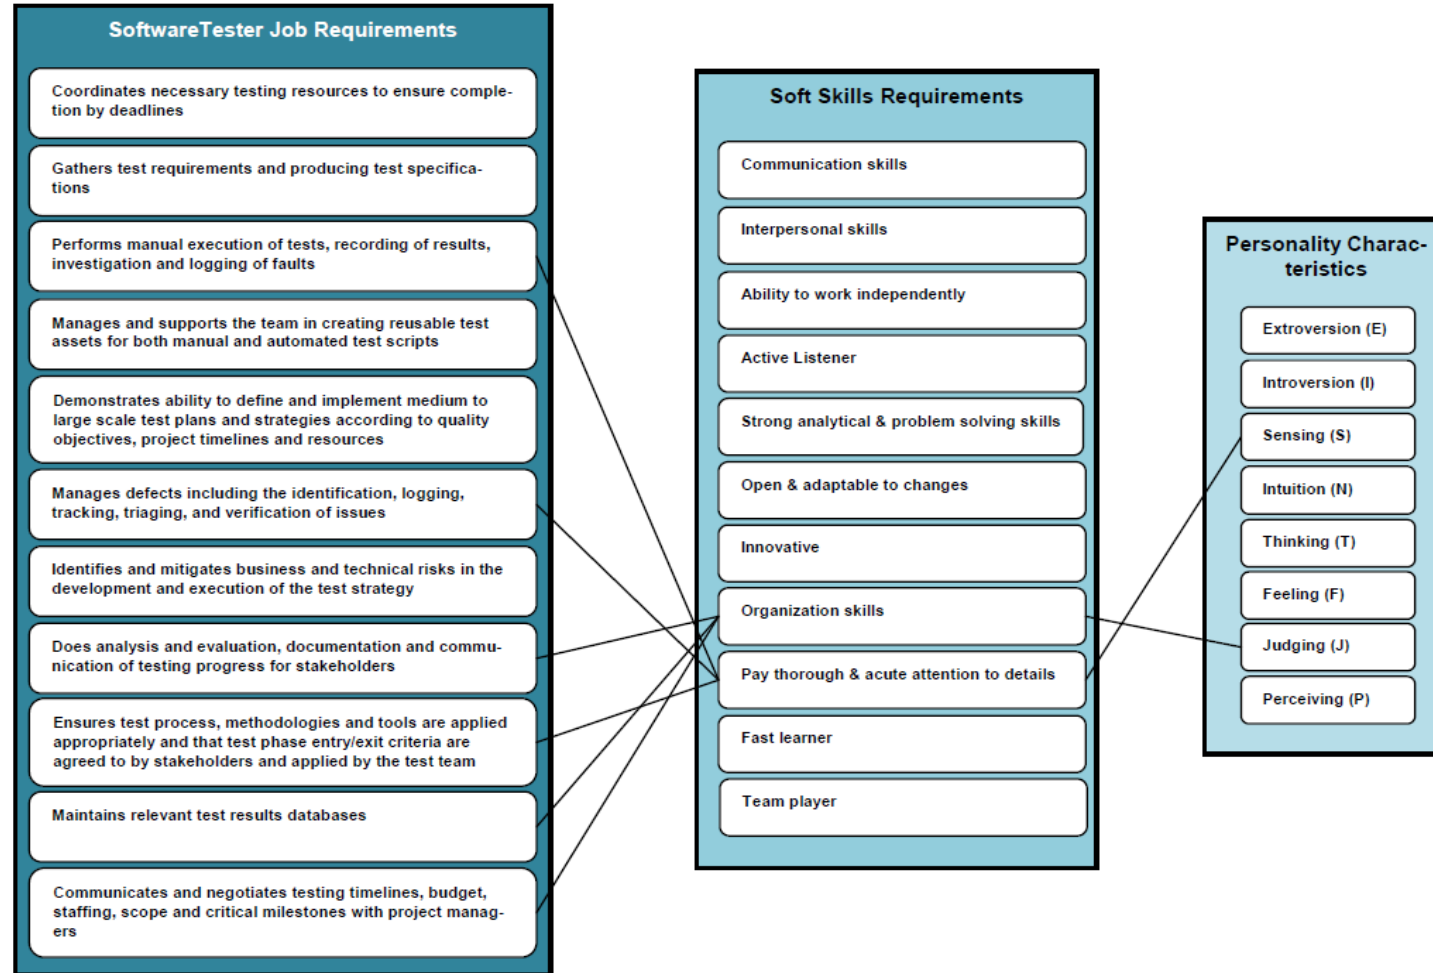 SoftwareTester Job Requirements
Coordinates necessary testing resources to ensure comple-
tion by deadlines
Gathers test requirements and producing test specifica-
tions
Performs manual execution of tests, recording of results,
investigation and logging of faults
Manages and supports the team in creating reusable test
assets for both manual and automated test scripts
Demonstrates ability to define and implement medium to
large scale test plans and strategies according to quality
objectives, project timelines and resources
Manages defects including the identification, logging,
tracking, triaging, and verification of issues
Identifies and mitigates business and technical risks in the
development and execution of the test strategy
Does analysis and evaluation, documentation and commu-
nication of testing progress for stakeholders
Ensures test process, methodologies and tools are applied
appropriately and that test phase entry/exit criteria are
agreed to by stakeholders and applied by the test team
Maintains relevant test results databases
Communicates and negotiates testing timelines, budget,
staffing, scope and critical milestones with project manag-
ers
Soft Skills Requirements
Communication skills
Interpersonal skills
Ability to work independently
Active Listener
Strong analytical & problem solving skills
Open & adaptable to changes
Innovative
Organization skills
Pay thorough & acute attention to details
Fast learner
Team player
Personality Charac-
teristics
Extroversion (E)
Introversion (I)
Sensing (S)
Intuition (N)
Thinking (T)
Feeling (F)
Judging (J)
Perceiving (P)